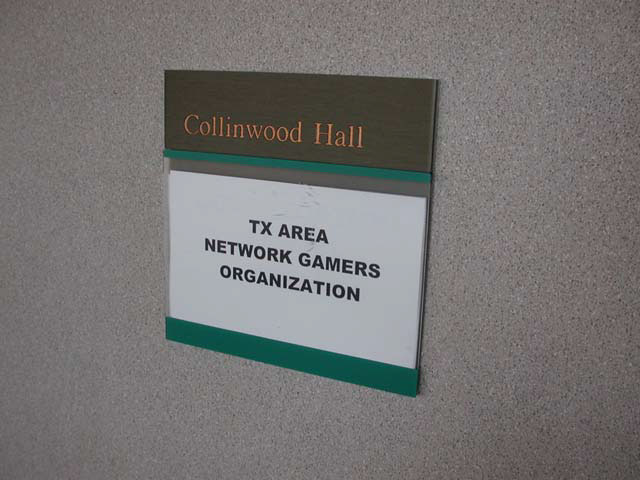 Collinwood Hall
TX AREA
NETWORK GAMERS
ORGANIZATION